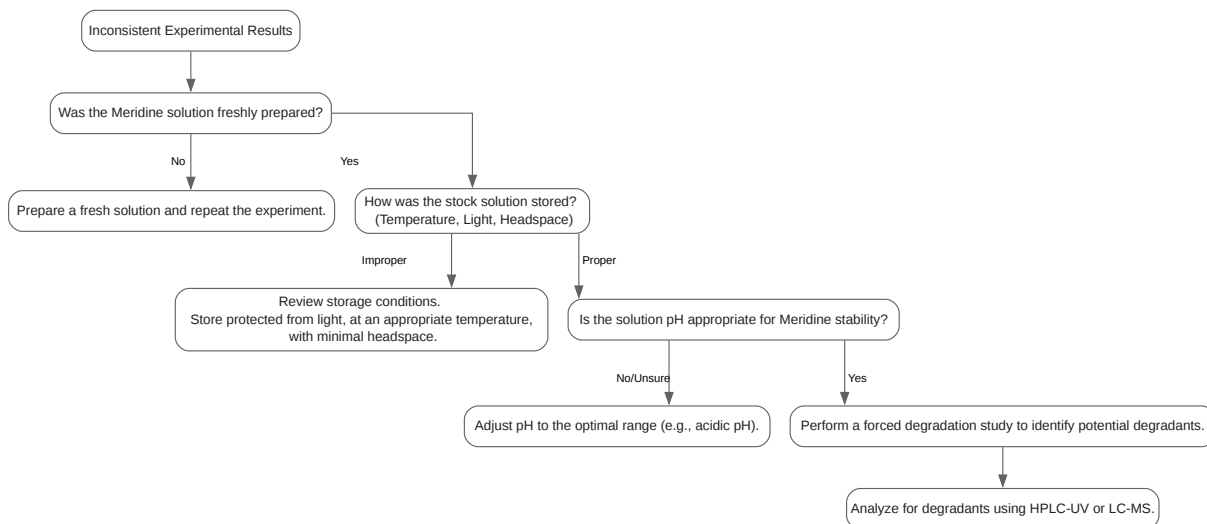 Inconsistent Experimental Results
Was the Meridine solution freshly prepared?
No
Yes
Prepare a fresh solution and repeat the experiment.
How was the stock solution stored?
(Temperature, Light, Headspace)
Improper
Proper
Review storage conditions.
Store protected from light, at an appropriate temperature,
with minimal headspace.
Is the solution pH appropriate for Meridine stability?
No/Unsure
Yes
Adjust pH to the optimal range (e.g., acidic pH).
Perform a forced degradation study to identify potential degradants.
Analyze for degradants using HPLC-UV or LC-MS.